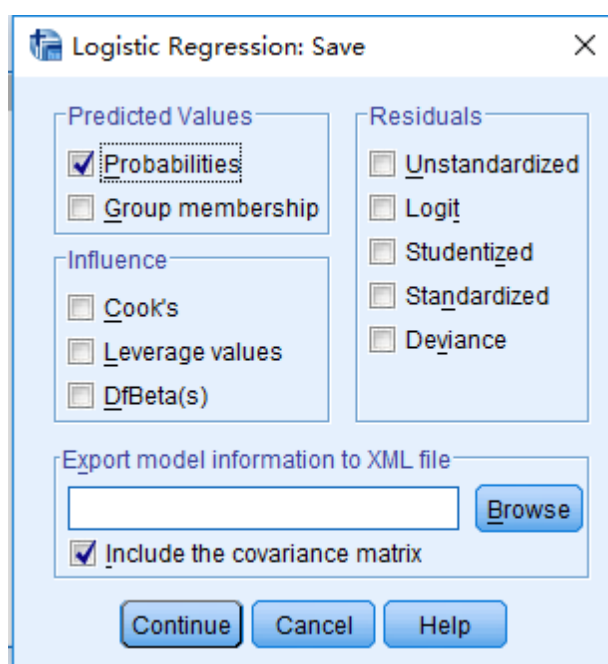 Logistic Regression: Save
Predicted Values
Probabilities
Group membership
Influence
Cook's
Leverage values
DfBeta(s)
Residuals
Unstandardized
Logit
Studentized
Standardized
Deviance
Export model information to XML file
Browse
Include the covariance matrix
Continue Cancel Help